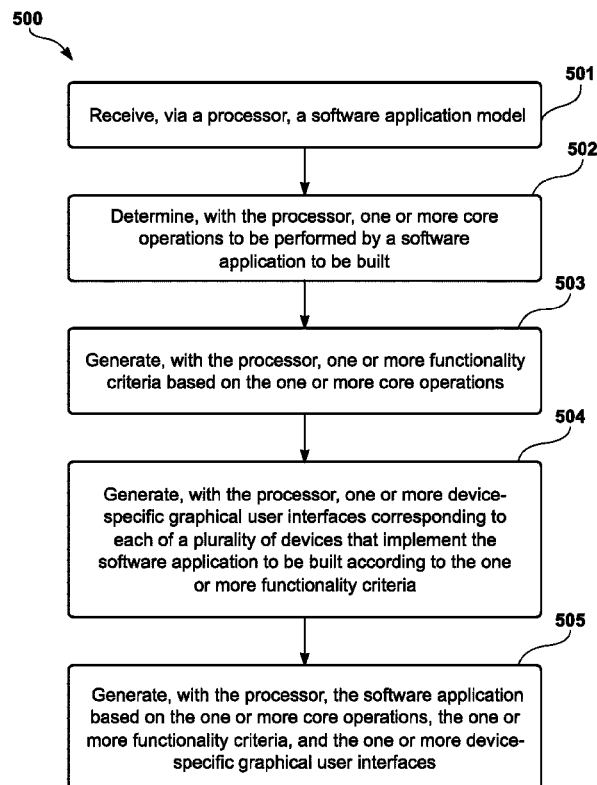 500
501
Receive, via a processor, a software application model
502
Determine, with the processor, one or more core
operations to be performed by a software
application to be built
503
Generate, with the processor, one or more functionality
criteria based on the one or more core operations
504
Generate, with the processor, one or more device-
specific graphical user interfaces corresponding to
each of a plurality of devices that implement the
software application to be built according to the one
or more functionality criteria
505
Generate, with the processor, the software application
based on the one or more core operations, the one or
more functionality criteria, and the one or more device-
specific graphical user interfaces